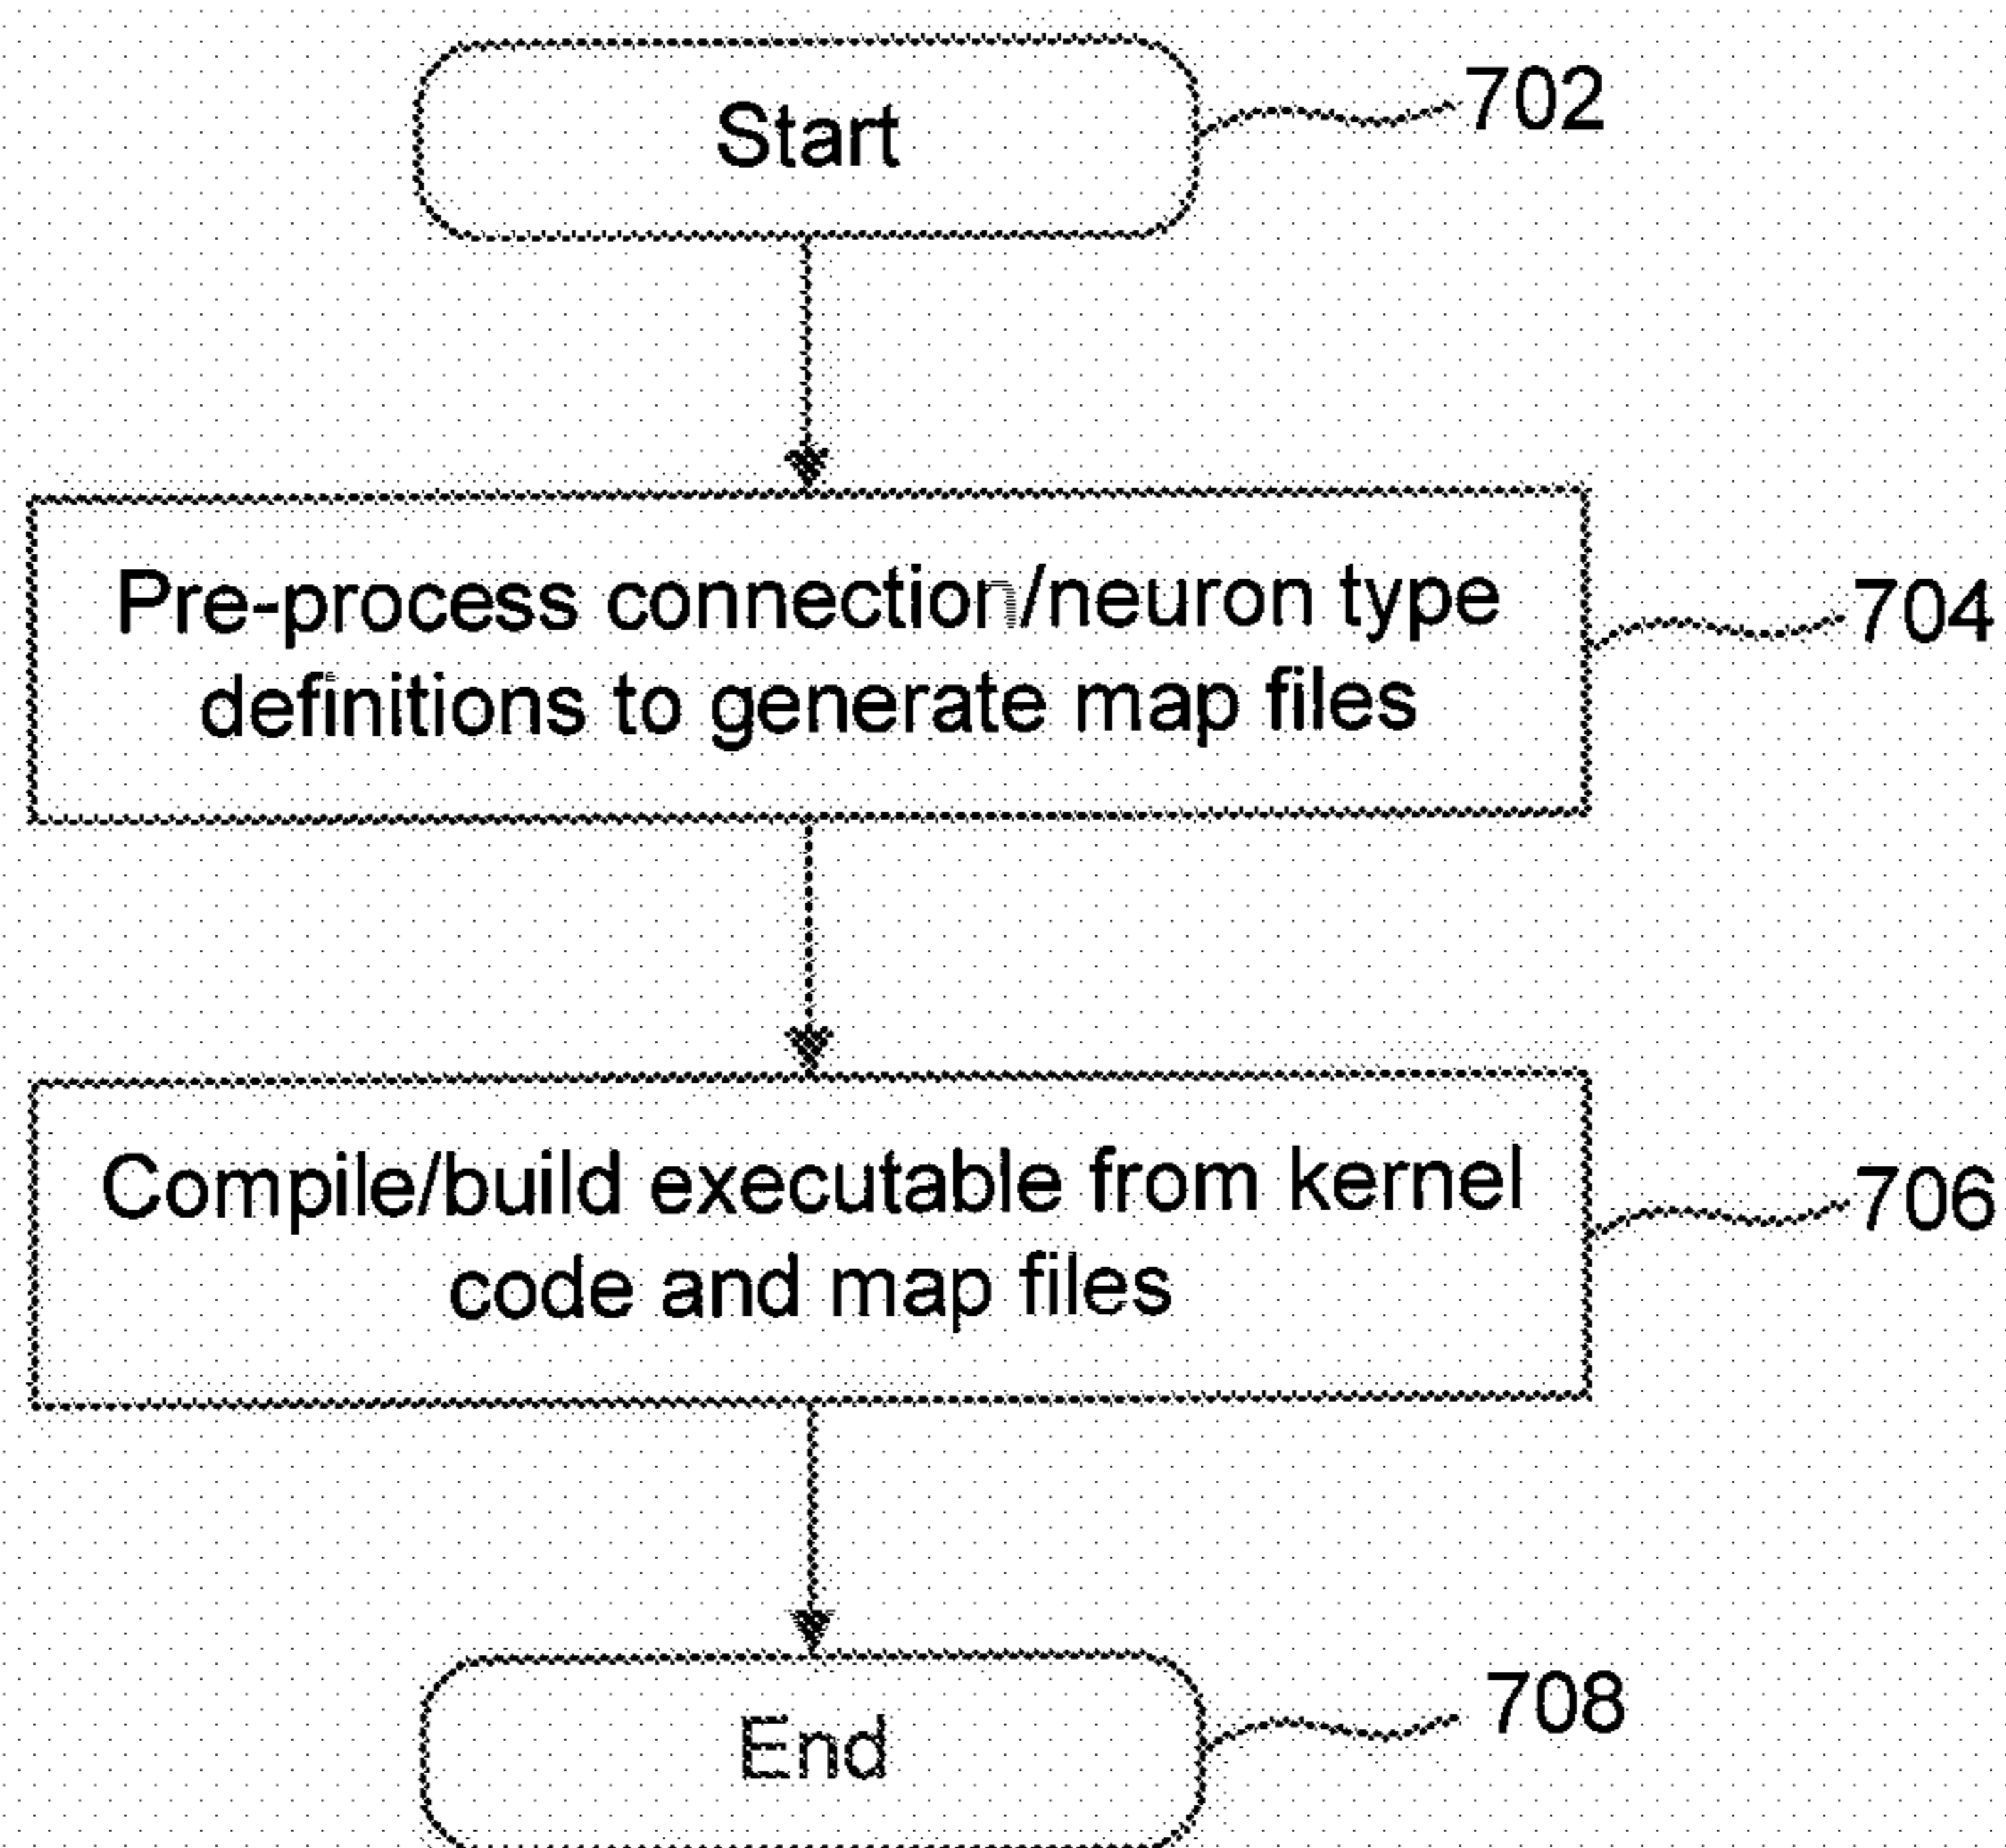 Start
702
Pre-process connection/neuron type
definitions to generate map files
704
Compile/build executable from kernel
code and map files
706
End
708